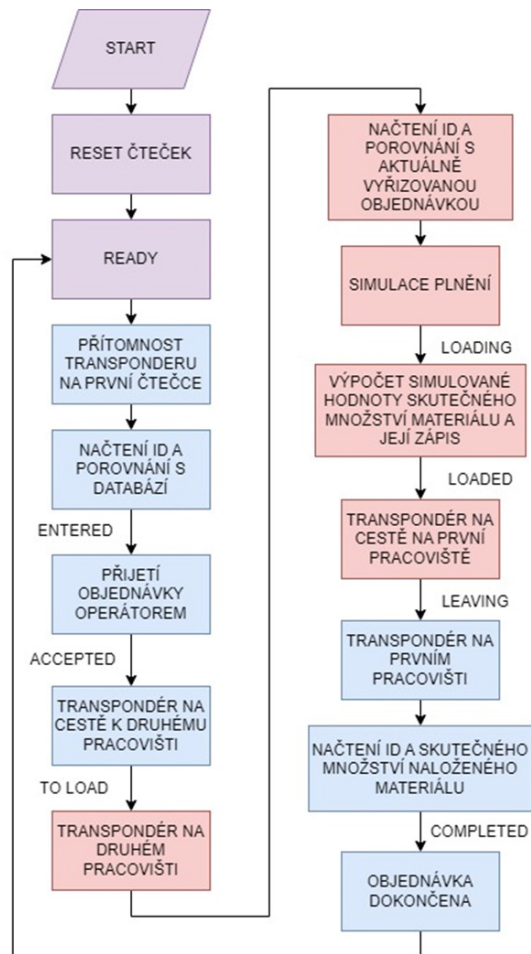 START
RESET ČTEČEK
READY
PŘÍTOMNOST
TRANSPONDERU
NA PRVNÍ ČTEČCE
NAČTENÍ ID A
POROVNÁNÍ S
DATABÁZÍ
ENTERED
PŘIJETÍ
OBJEDNÁVKY
OPERÁTOREM
ACCEPTED
TRANSPONDÉR NA
CESTĚ K DRUHÉMU
PRACOVIŠTI
TO LOAD
TRANSPONDÉR NA
DRUHÉM
PRACOVIŠTI
NAČTENÍ ID A
POROVNÁNÍ S
AKTUÁLNĚ
VYŘIZOVANOU
OBJEDNÁVKOU
SIMULACE PLNĚNÍ
LOADING
VÝPOČET SIMULOVANÉ
HODNOTY SKUTEČNÉHO
MNOŽSTVÍ MATERIÁLU A
JEJÍ ZÁPIS
LOADED
TRANSPONDÉR NA
CESTĚ NA PRVNÍ
PRACOVIŠTĚ
LEAVING
TRANSPONDÉR NA
PRVNÍM
PRACOVIŠTI
NAČTENÍ ID A SKUTEČNÉHO
MNOŽSTVÍ NALOŽENÉHO
MATERIÁLU
COMPLETED
OBJEDNÁVKA
DOKONČENA